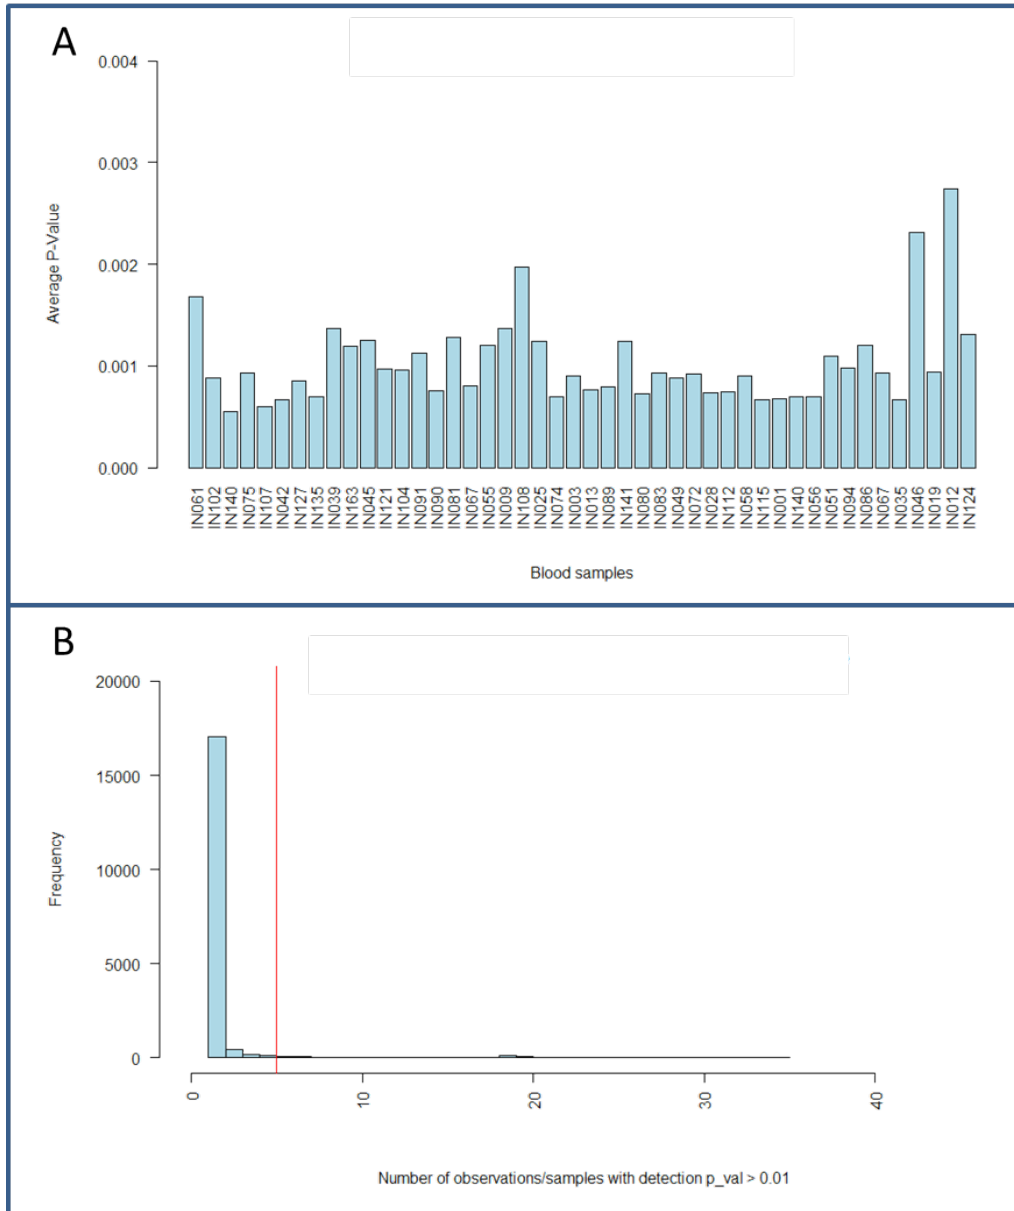 A
0.004
0.003
0.002
0.001
0.000
Average P-Value
IN061
IN102
IN140
IN075
IN107
IN042
IN127
IN135
IN039
IN163
IN045
IN121
IN104
IN091
IN090
IN081
IN067
IN055
IN009
IN108
IN025
IN074
IN003
IN013
IN089
IN141
IN080
IN083
IN049
IN072
IN028
IN112
IN058
IN115
IN001
IN140
IN056
IN051
IN094
IN086
IN067
IN035
IN046
IN019
IN012
IN124
Blood samples
B
20000
15000
10000
5000
0
Frequency
0
10
20
30
40
Number of observations/samples with detection p_val > 0.01